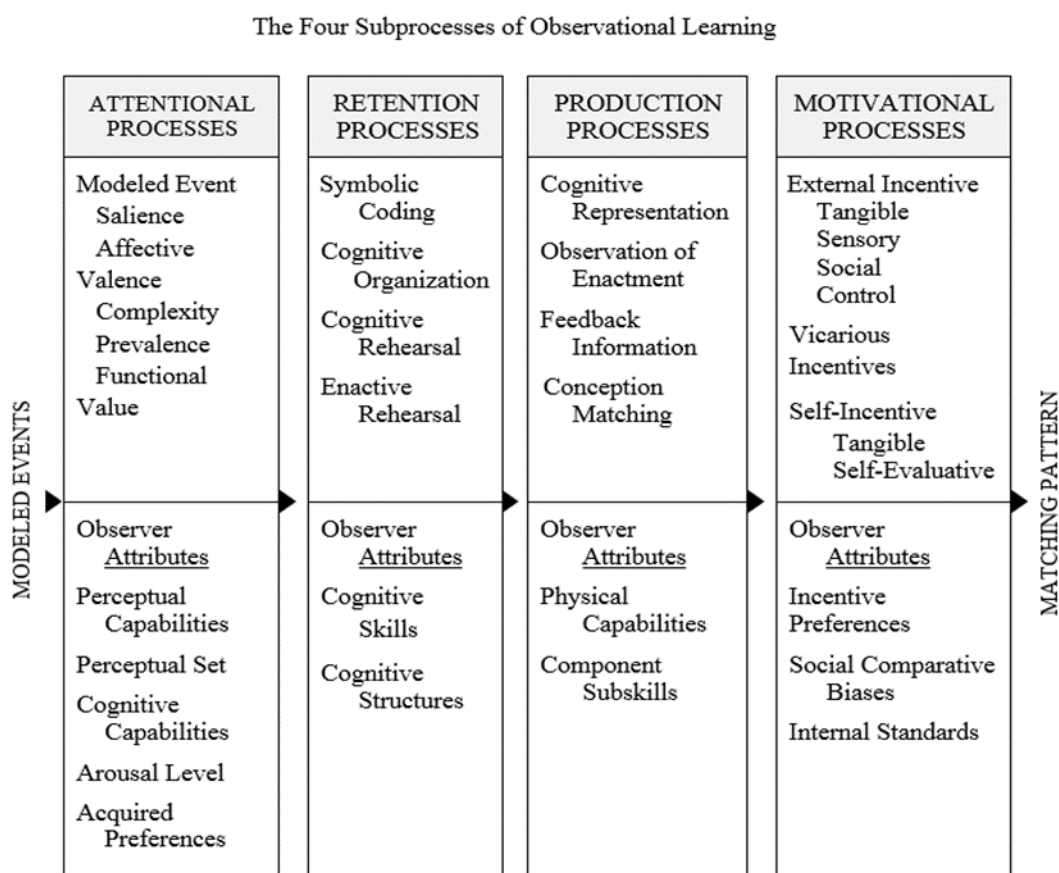 The Four Subprocesses of Observational Learning
ATTENTIONAL
PROCESSES
Modeled Event
Salience
Affective
Valence
Complexity
Prevalence
Functional
Value
Observer
Attributes
Perceptual
Capabilities
Perceptual Set
Cognitive
Capabilities
Arousal Level
Acquired
Preferences
RETENTION
PROCESSES
Symbolic
Coding
Cognitive
Organization
Cognitive
Rehearsal
Enactive
Rehearsal
Observer
Attributes
Cognitive
Skills
Cognitive
Structures
PRODUCTION
PROCESSES
Cognitive
Representation
Observation of
Enactment
Feedback
Information
Conception
Matching
Observer
Attributes
Physical
Capabilities
Component
Subskills
MOTIVATIONAL
PROCESSES
External Incentive
Tangible
Sensory
Social
Control
Vicarious
Incentives
Self-Incentive
Tangible
Self-Evaluative
Observer
Attributes
Incentive
Preferences
Social Comparative
Biases
Internal Standards
MODELED EVENTS
MATCHING PATTERN